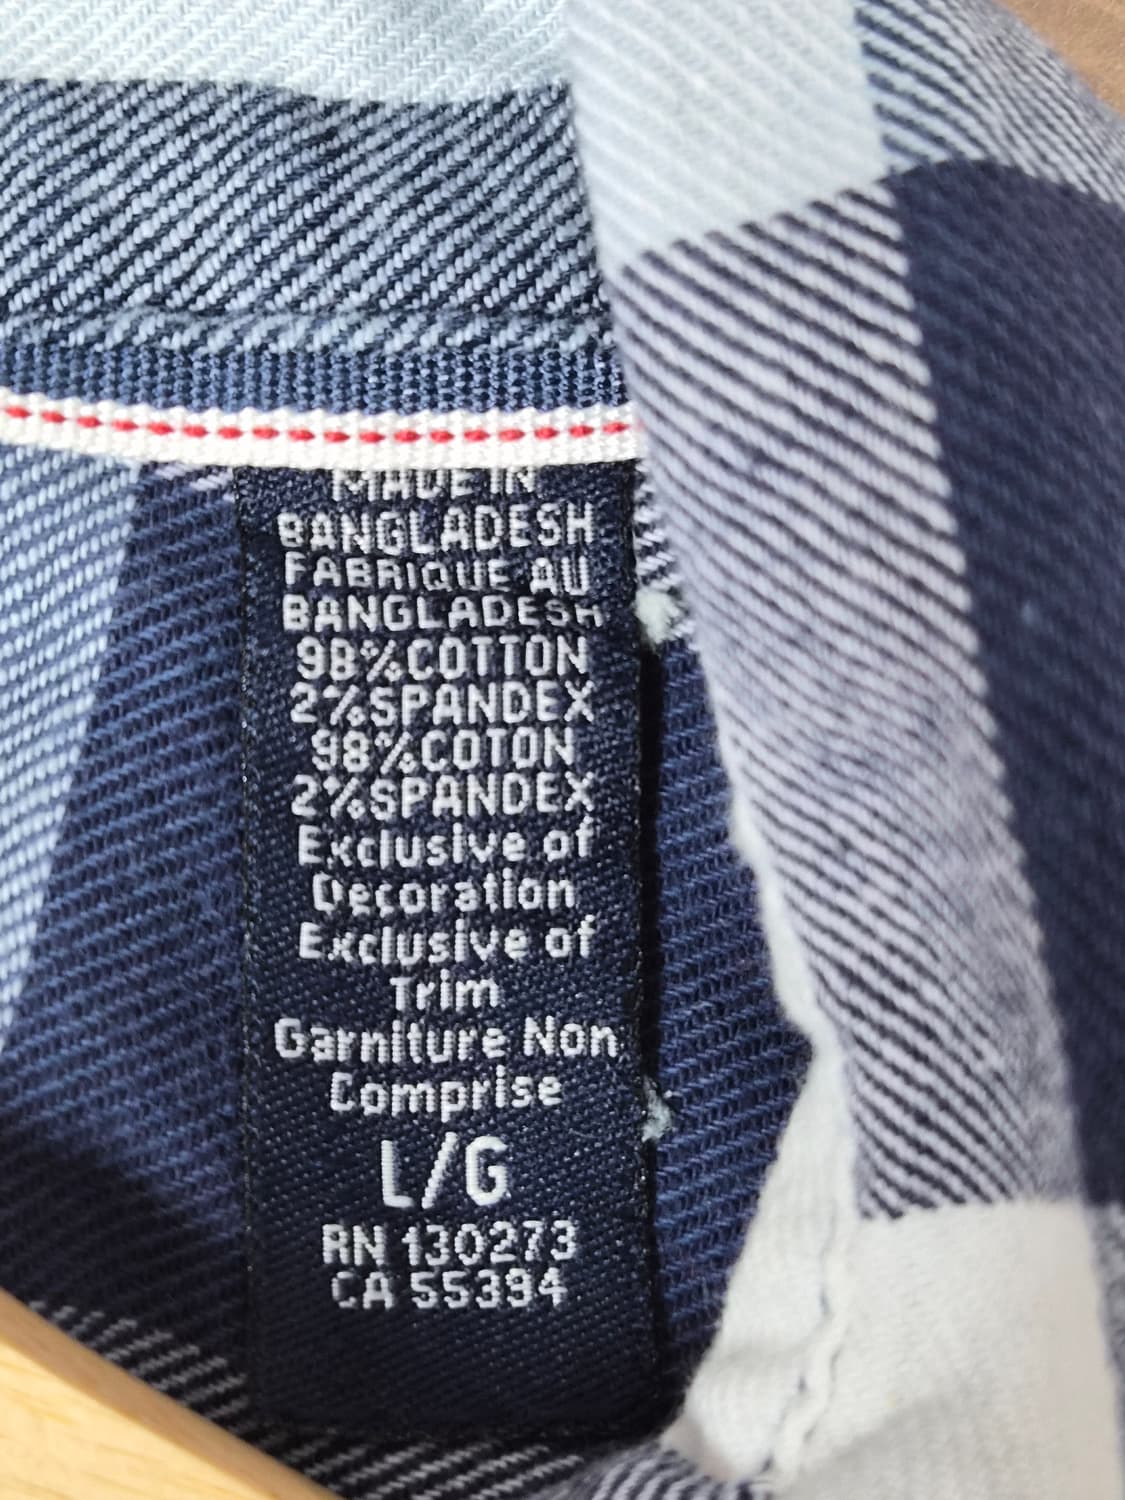 MADE IN
BANGLADESH
FABRIQUE AU
BANGLADESH
98%COTTON
2%SPANDEX
98%COTON
2%SPANDEX
Exclusive of
Decoration
Exclusive of
Trim
Garniture Non
Comprise
L/G
RN 130273
CA 55394